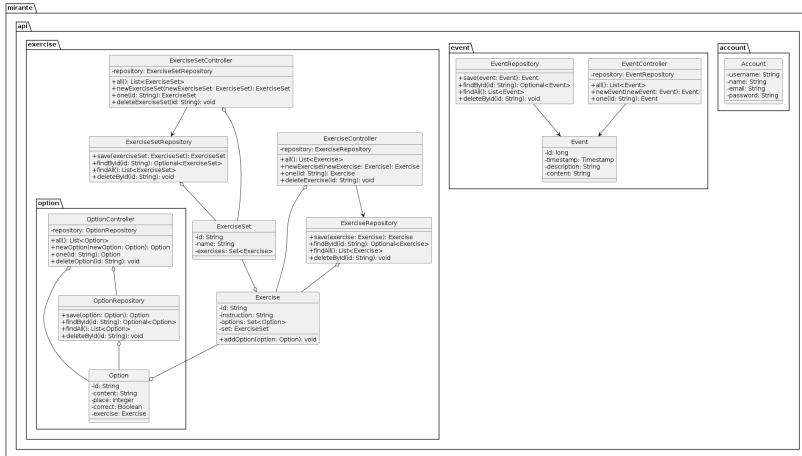 mirante
api
exercise
ExerciseSetController
-repository: ExerciseSetRepository
+all(): List<ExerciseSet>
+newExerciseSet(newExerciseSet: ExerciseSet): ExerciseSet
+one(id: String): ExerciseSet
+deleteExerciseSet(id: String): void
ExerciseSetRepository
+save(exerciseSet: ExerciseSet): ExerciseSet
+findById(id: String): Optional<ExerciseSet>
+findAll(): List<ExerciseSet>
+deleteById(id: String): void
ExerciseController
-repository: ExerciseRepository
+all(): List<Exercise>
+newExercise(newExercise: Exercise): Exercise
+one(id: String): Exercise
+deleteExercise(id: String): void
option
OptionController
-repository: OptionRepository
+all(): List<Option>
+newOption(newOption: Option): Option
+one(id: String): Option
+deleteOption(id: String): void
ExerciseSet
-id: String
-name: String
-exercises: Set<Exercise>
ExerciseRepository
+save(exercise: Exercise): Exercise
+findById(id: String): Optional<Exercise>
+findAll(): List<Exercise>
+deleteById(id: String): void
OptionRepository
+save(option: Option): Option
+findById(id: String): Optional<Option>
+findAll(): List<Option>
+deleteById(id: String): void
Exercise
-id: String
-instruction: String
-options: Set<Option>
-set: ExerciseSet
+addOption(option: Option): void
Option
-id: String
-content: String
-place: Integer
-correct: Boolean
-exercise: Exercise
event
EventRepository
+save(event: Event): Event
+findById(id: String): Optional<Event>
+findAll(): List<Event>
+deleteById(id: String): void
EventController
-repository: EventRepository
+all(): List<Event>
+newEvent(newEvent: Event): Event
+one(id: String): Event
Event
-id: long
-timestamp: Timestamp
-description: String
-content: String
account
Account
-username: String
-name: String
-email: String
-password: String